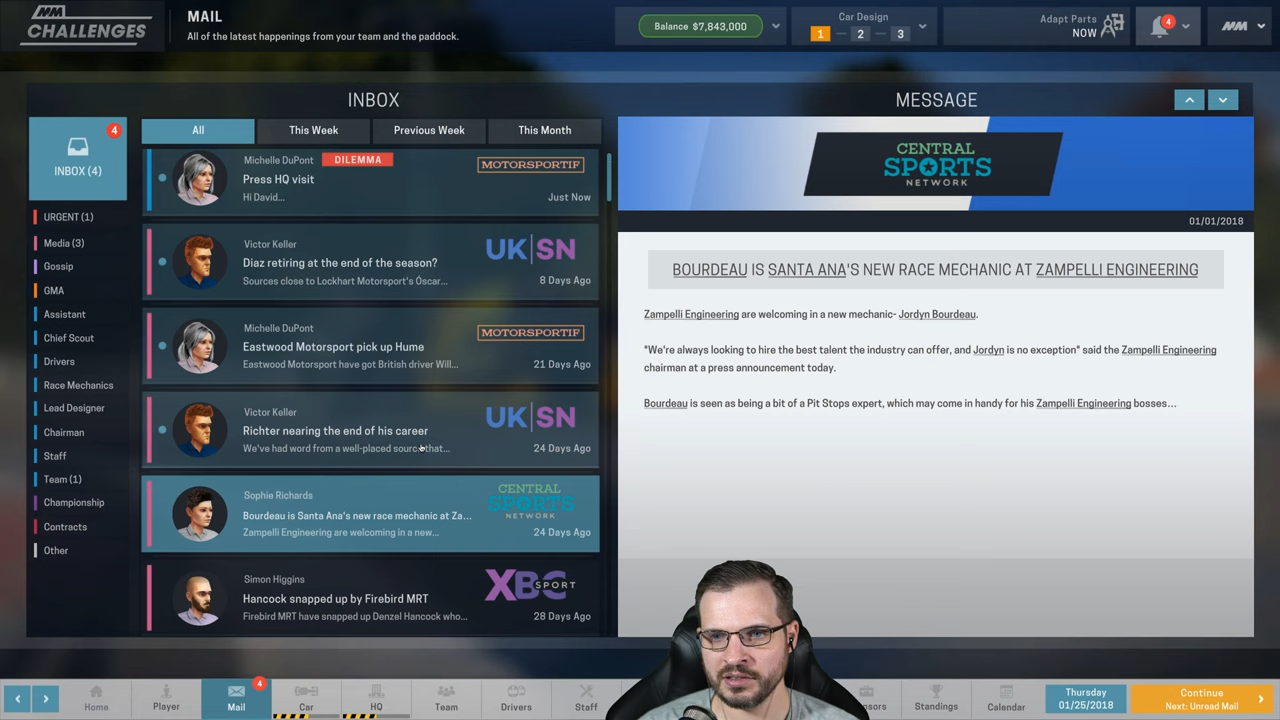 MM
CHALLENGES
MAIL
All of the latest happenings from your team and the paddock.
Balance $7,843,000
Car Design
1 2 3
Adapt Parts
NOW
4
MM
INBOX
MESSAGE
4
INBOX (4)
All
This Week
Previous Week
This Month
URGENT (1)
Media (3)
Gossip
GMA
Assistant
Chief Scout
Drivers
Race Mechanics
Lead Designer
Chairman
Staff
Team (1)
Championship
Contracts
Other
Michelle DuPont
DILEMMA
MOTORSPORTIF
Press HQ visit
Hi David...
Just Now
Victor Keller
UK|SN
Diaz retiring at the end of the season?
Sources close to Lockhart Motorsport's Óscar...
8 Days Ago
Michelle DuPont
MOTORSPORTIF
Eastwood Motorsport pick up Hume
Eastwood Motorsport have got British driver Will...
21 Days Ago
Victor Keller
UK|SN
Richter nearing the end of his career
We've had word from a well-placed source that...
24 Days Ago
Sophie Richards
CENTRAL
SPORTS
NETWORK
Bourdeau is Santa Ana's new race mechanic at Za...
Zampelli Engineering are welcoming in a new...
24 Days Ago
Simon Higgins
XBC SPORT
Hancock snapped up by Firebird MRT
Firebird MRT have snapped up Denzel Hancock who...
28 Days Ago
CENTRAL
SPORTS
NETWORK
01/01/2018
BOURDEAU IS SANTA ANA'S NEW RACE MECHANIC AT ZAMPELLI ENGINEERING
Zampelli Engineering are welcoming in a new mechanic- Jordyn Bourdeau.
"We're always looking to hire the best talent the industry can offer, and Jordyn is no exception" said the Zampelli Engineering
chairman at a press announcement today.
Bourdeau is seen as being a bit of a Pit Stops expert, which may come in handy for his Zampelli Engineering bosses...
Home
Player
4
Mail
Car
HQ
Team
Drivers
Staff
Standings
Calendar
Thursday
01/25/2018
Continue
Next: Unread Mail